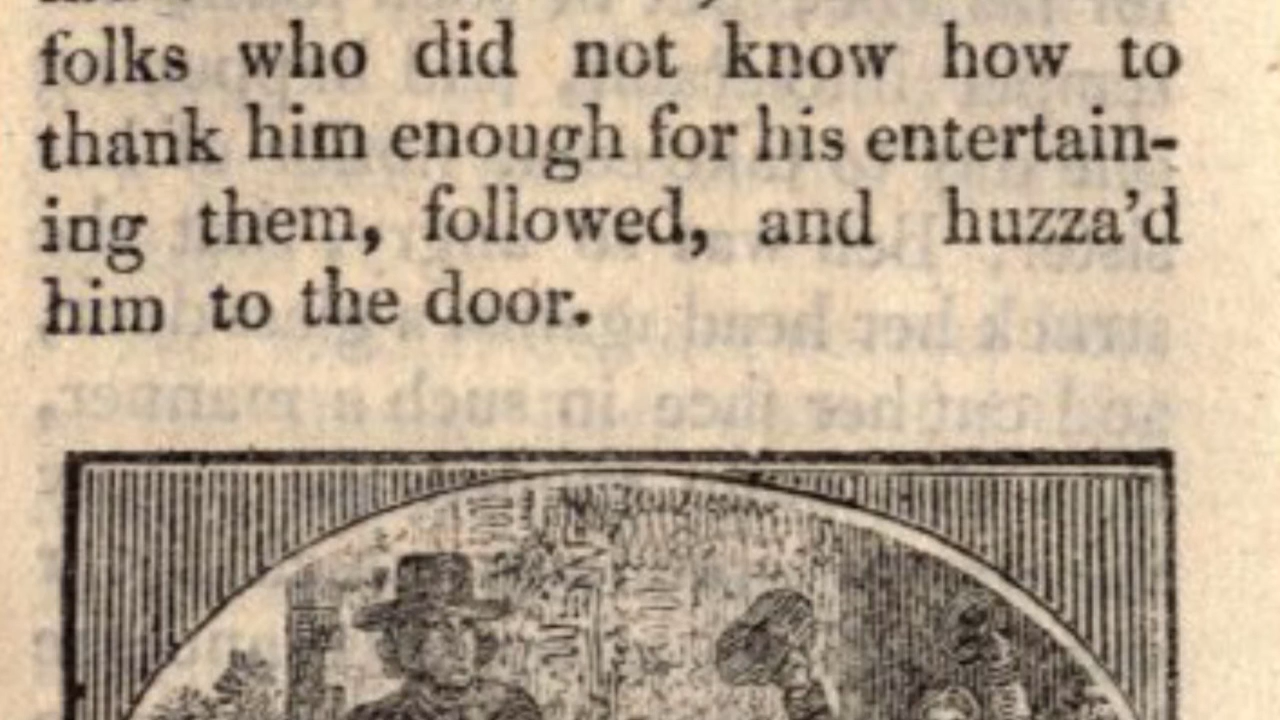 folks who did not know how to
thank him enough for his entertain-
ing them, followed, and huzza'd
him to the door.